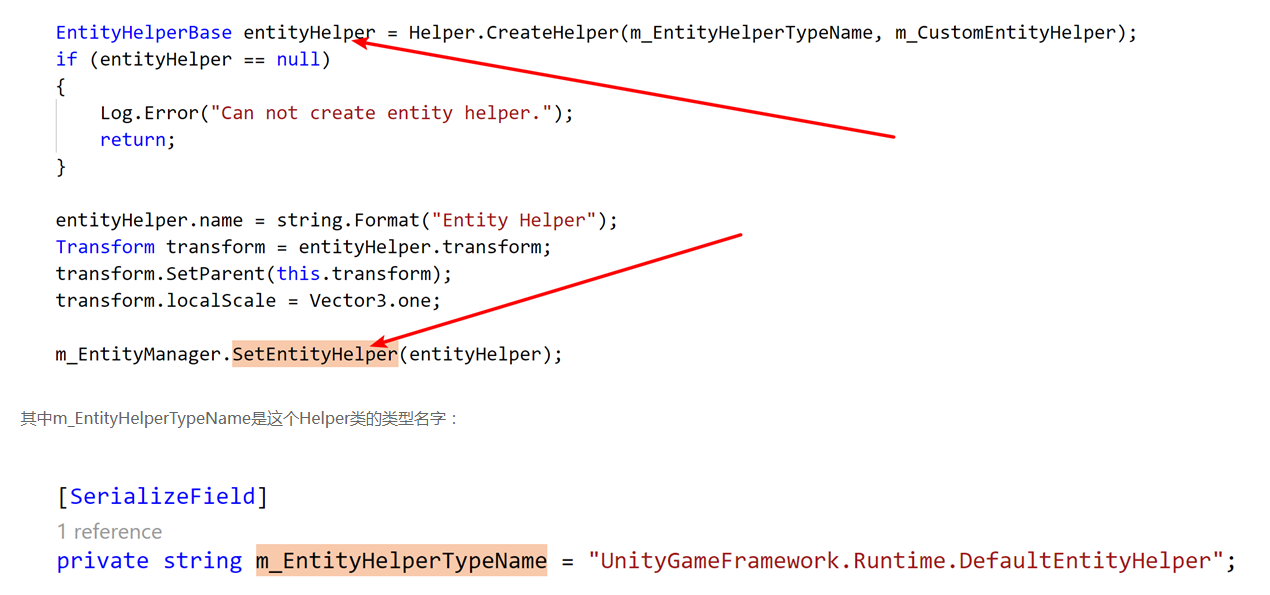 EntityHelperBase entityHelper = Helper.CreateHelper(m_EntityHelperTypeName, m_CustomEntityHelper);
if (entityHelper == null)
{
    Log.Error("Can not create entity helper.");
    return;
}
entityHelper.name = string.Format("Entity Helper");
Transform transform = entityHelper.transform;
transform.SetParent(this.transform);
transform.localScale = Vector3.one;
m_EntityManager.SetEntityHelper(entityHelper);
其中m_EntityHelperTypeName是这个Helper类的类型名字：
[SerializeField]
1 reference
private string m_EntityHelperTypeName = "UnityGameFramework.Runtime.DefaultEntityHelper";